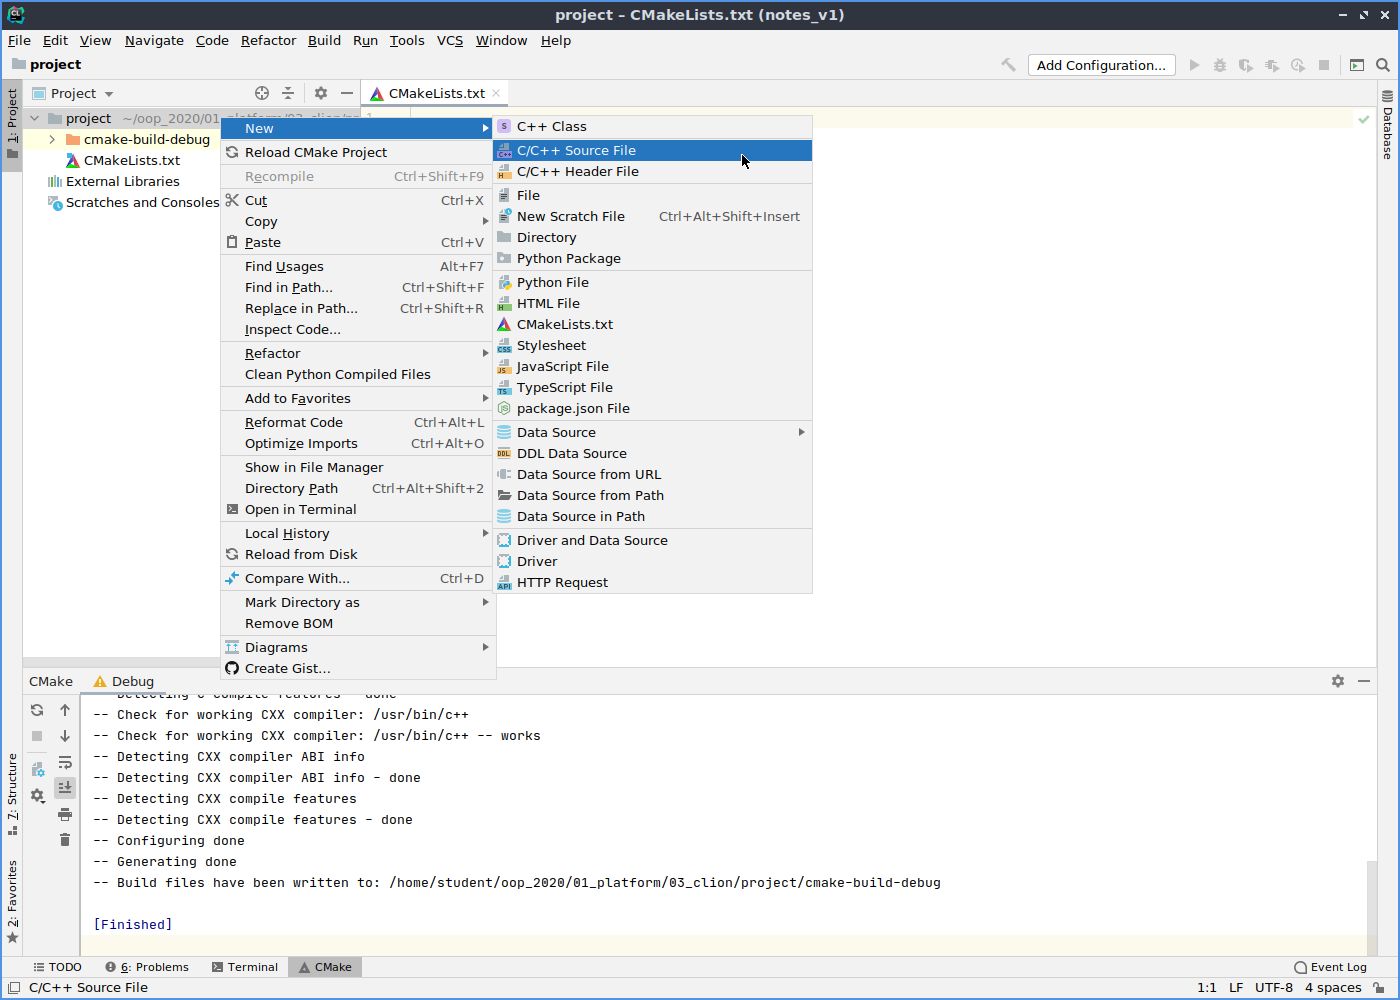 project – CMakeLists.txt (notes_v1)
File Edit View Navigate Code Refactor Build Run Tools VCS Window Help
project
Add Configuration...
1: Project
Project
CMakeLists.txt
project ~/oop_2020/01_platform/03_clion/
cmake-build-debug
CMakeLists.txt
External Libraries
Scratches and Consoles
1
New
Reload CMake Project
Recompile Ctrl+Shift+F9
Cut Ctrl+X
Copy
Paste Ctrl+V
Find Usages Alt+F7
Find in Path... Ctrl+Shift+F
Replace in Path... Ctrl+Shift+R
Inspect Code...
Refactor
Clean Python Compiled Files
Add to Favorites
Reformat Code Ctrl+Alt+L
Optimize Imports Ctrl+Alt+O
Show in File Manager
Directory Path Ctrl+Alt+Shift+2
Open in Terminal
Local History
Reload from Disk
Compare With... Ctrl+D
Mark Directory as
Remove BOM
Diagrams
Create Gist...
C++ Class
C/C++ Source File
C/C++ Header File
File
New Scratch File Ctrl+Alt+Shift+Insert
Directory
Python Package
Python File
HTML File
CMakeLists.txt
Stylesheet
JavaScript File
TypeScript File
package.json File
Data Source
DDL Data Source
Data Source from URL
Data Source from Path
Data Source in Path
Driver and Data Source
Driver
HTTP Request
Database
CMake Debug
-- Detecting C compile features - done
-- Check for working CXX compiler: /usr/bin/c++
-- Check for working CXX compiler: /usr/bin/c++ -- works
-- Detecting CXX compiler ABI info
-- Detecting CXX compiler ABI info - done
-- Detecting CXX compile features
-- Detecting CXX compile features - done
-- Configuring done
-- Generating done
-- Build files have been written to: /home/student/oop_2020/01_platform/03_clion/project/cmake-build-debug
[Finished]
7: Structure
2: Favorites
TODO 6: Problems Terminal CMake Event Log
C/C++ Source File 1:1 LF UTF-8 4 spaces